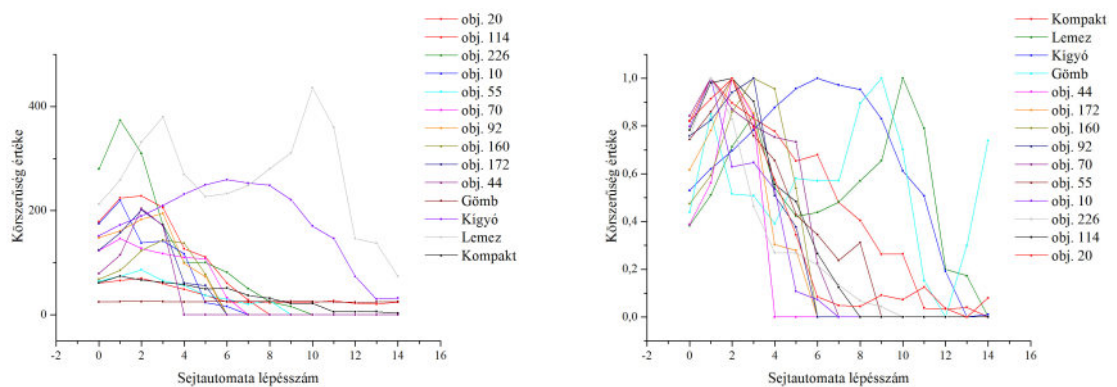 obj. 20
obj. 114
obj. 226
obj. 10
obj. 55
obj. 70
obj. 92
obj. 160
obj. 172
obj. 44
Gömb
Kígyó
Lemez
Kompakt
Körszerűség értéke
400
200
0
-2 0 2 4 6 8 10 12 14 16
Sejtautomata lépésszám
Kompakt
Lemez
Kígyó
Gömb
obj. 44
obj. 172
obj. 160
obj. 92
obj. 70
obj. 55
obj. 10
obj. 226
obj. 114
obj. 20
Körszerűség értéke
1,0
0,8
0,6
0,4
0,2
0,0
-2 0 2 4 6 8 10 12 14 16
Sejtautomata lépésszám